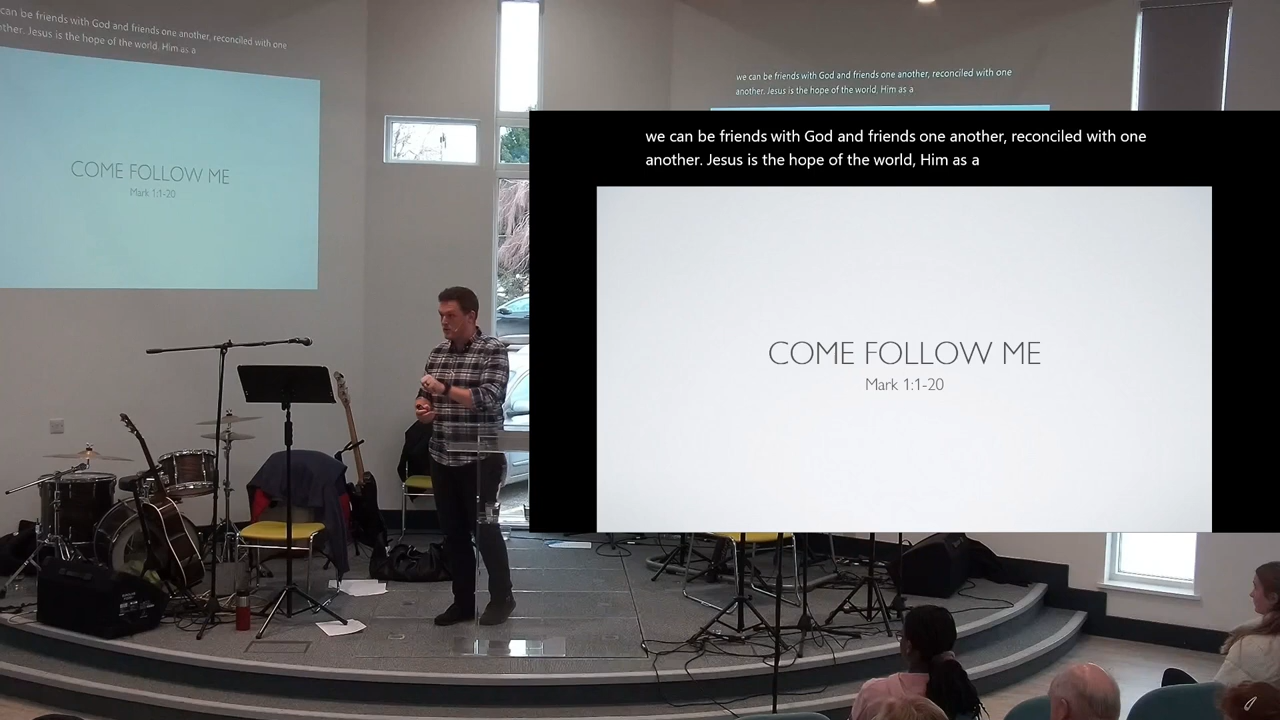 can be friends with God and friends one another, reconciled with one
other. Jesus is the hope of the world. Him as a
COME FOLLOW ME
Mark 1:1-20
we can be friends with God and friends one another, reconciled with one
another. Jesus is the hope of the world. Him as a
we can be friends with God and friends one another, reconciled with one
another. Jesus is the hope of the world, Him as a
COME FOLLOW ME
Mark 1:1-20